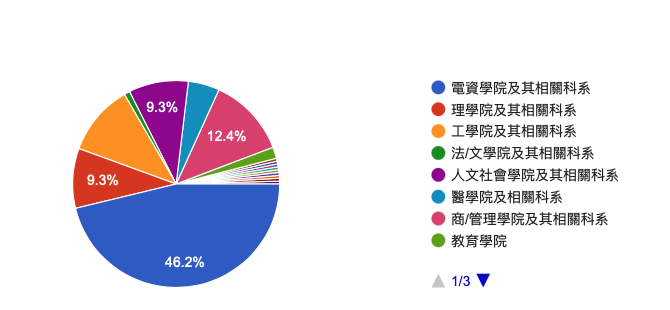 電資學院及其相關科系
理學院及其相關科系
工學院及其相關科系
法/文學院及其相關科系
人文社會學院及其相關科系
醫學院及相關科系
商/管理學院及其相關科系
教育學院
1/3
9.3%
12.4%
9.3%
46.2%